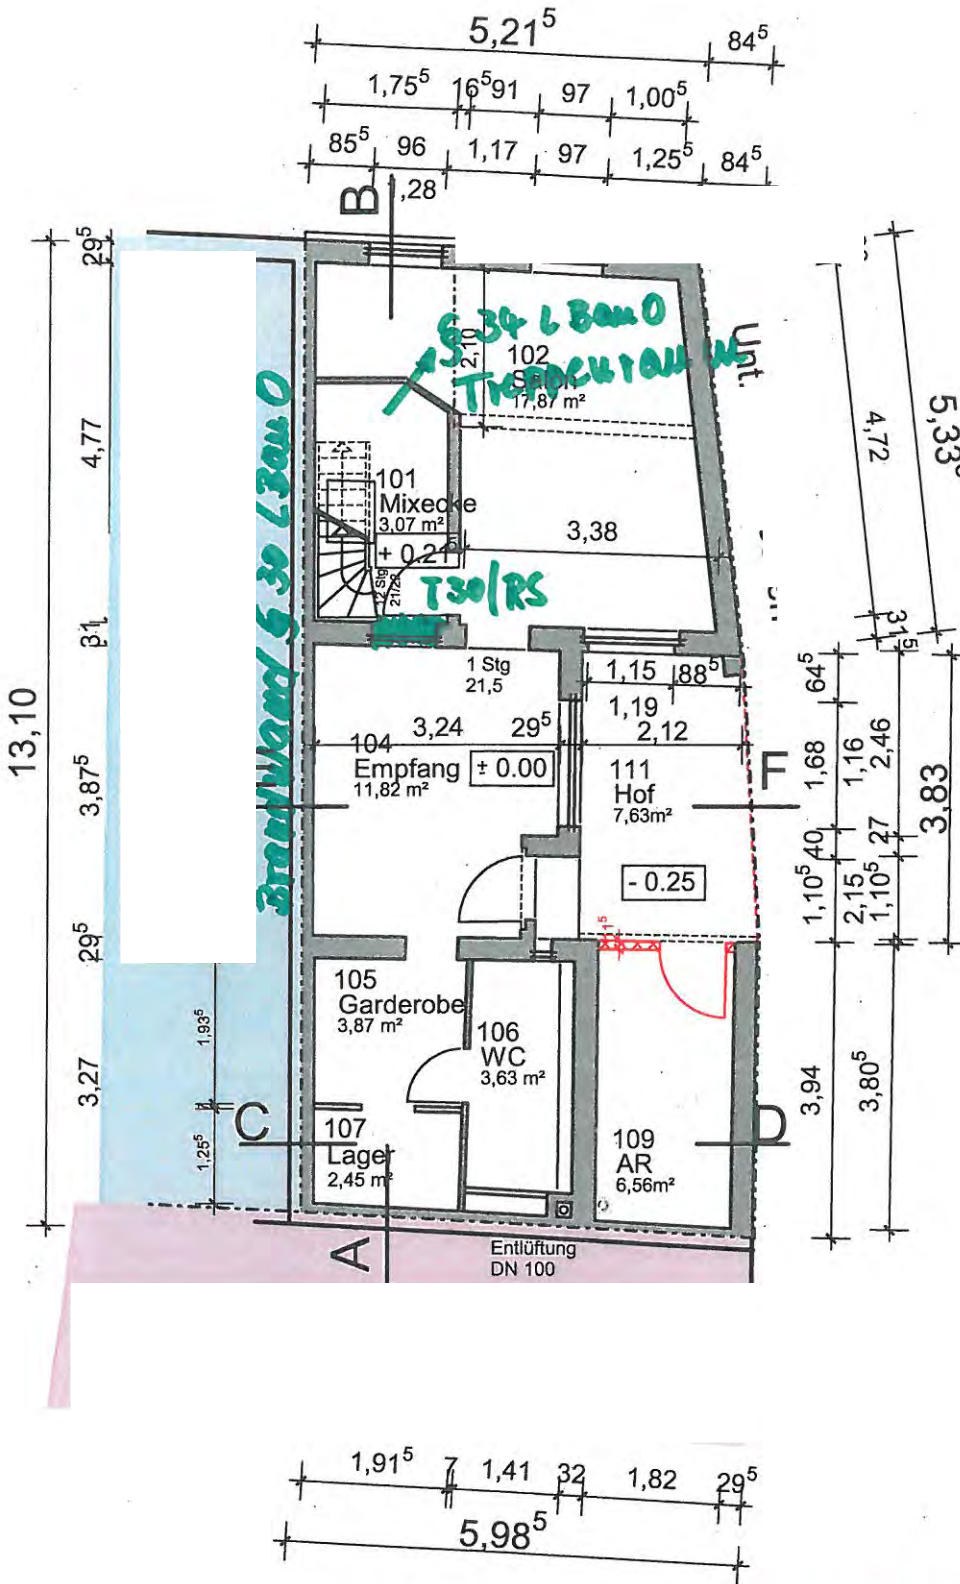 5,21⁵
84⁵
1,75⁵ 16⁵ 91 97 1,00⁵
85⁵ 96 1,17 97 1,25⁵ 84⁵
B
,28
29⁵
§ 34 LBauO
Treppenraum
2,10
102
Salon
17,87 m²
Unt.
4,77
Brandwand § 30 LBauO
4,72
5,33⁵
101
Mixecke
3,07 m²
+ 0.21
3,38
12 Stg
21/22
T30/RS
31
31⁵
1 Stg
21,5
1,15 88⁵
1,19
64⁵
13,10
3,24 29⁵ 2,12
104
Empfang
11,82 m²
± 0.00
111
Hof
7,63m²
F
1,68
1,16
2,46
3,83
3,87⁵
40
27
- 0.25
1,10⁵
2,15
1,10⁵
29⁵
105
Garderobe
3,87 m²
106
WC
3,63 m²
1,93⁵
3,27
3,94
3,80⁵
C
1,25⁵
107
Lager
2,45 m²
109
AR
6,56m²
D
A
Entlüftung
DN 100
1,91⁵ 7 1,41 32 1,82 29⁵
5,98⁵